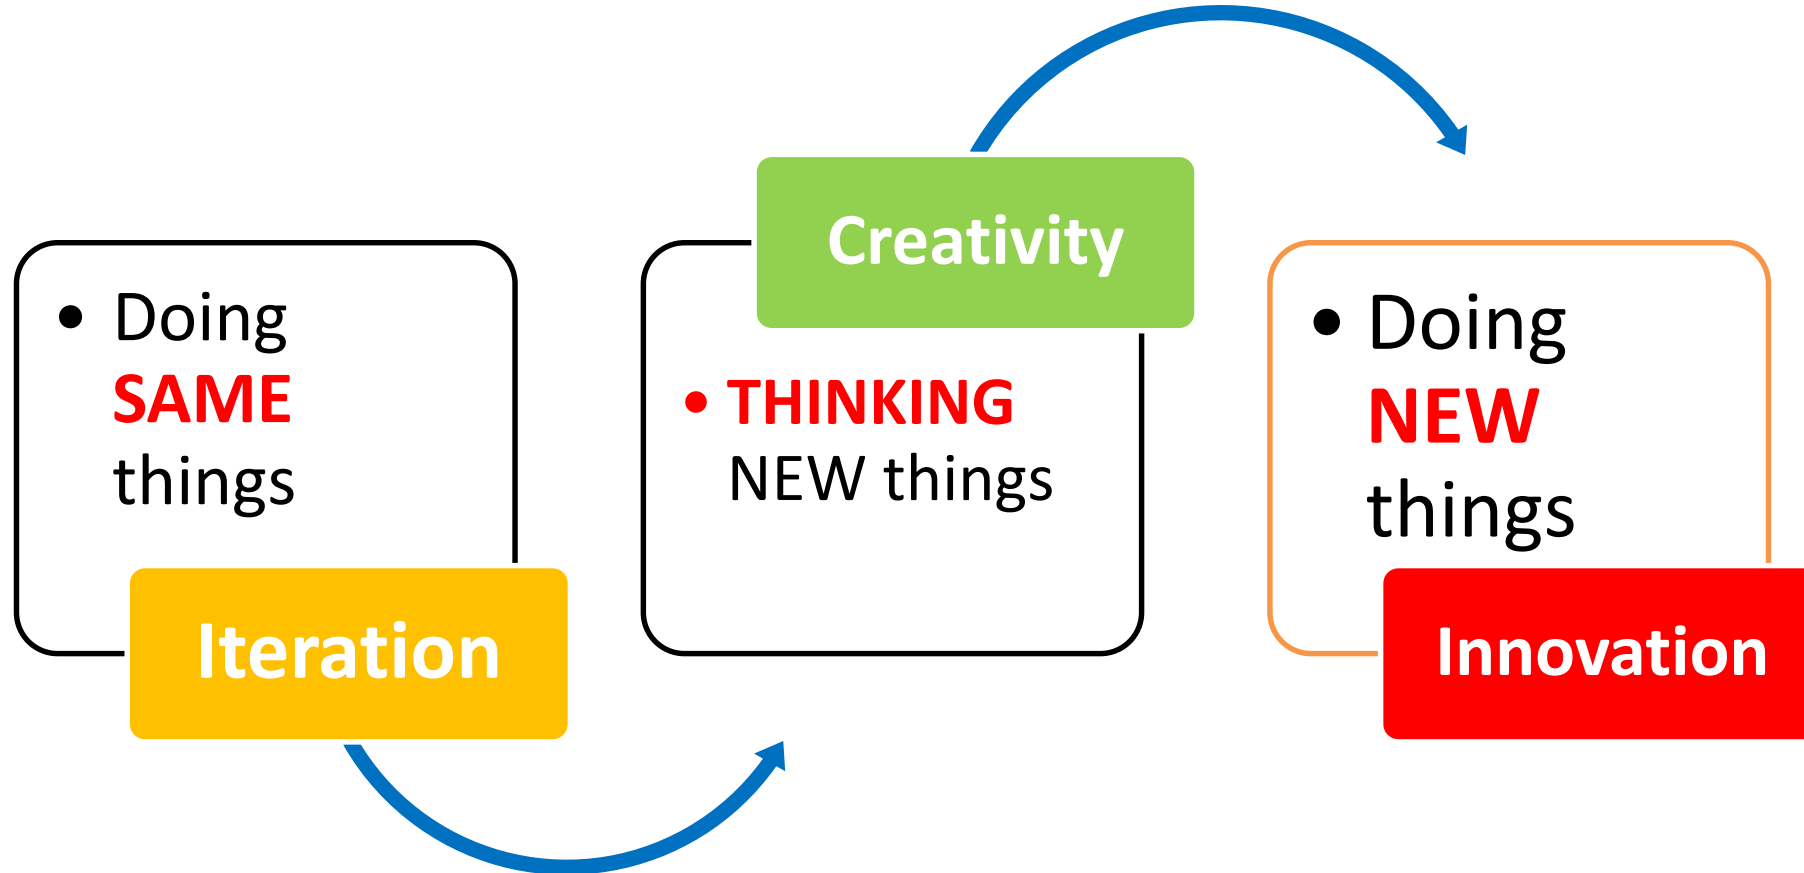 • Doing
SAME
things
Iteration
Creativity
• THINKING
NEW things
• Doing
NEW
things
Innovation